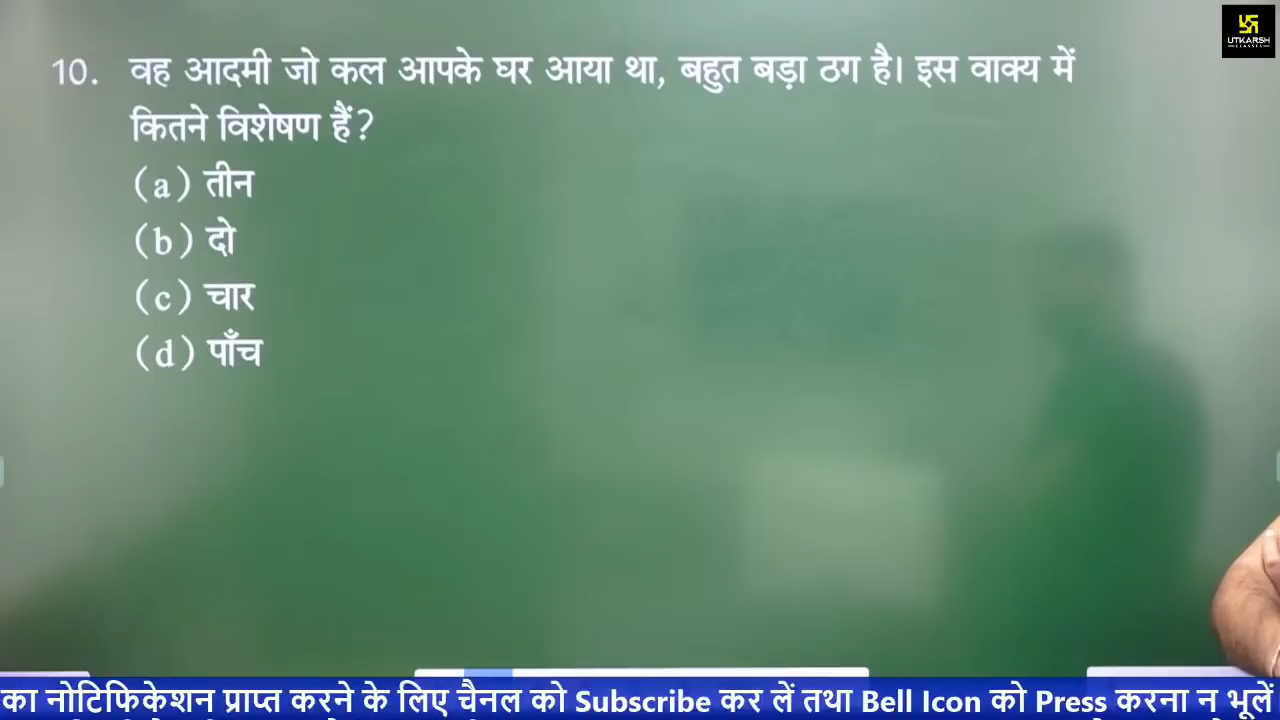 UTKARSH
CLASSES
10. वह आदमी जो कल आपके घर आया था, बहुत बड़ा ठग है। इस वाक्य में
कितने विशेषण हैं?
(a) तीन
(b) दो
(c) चार
(d) पाँच
का नोटिफिकेशन प्राप्त करने के लिए चैनल को Subscribe कर लें तथा Bell Icon को Press करना न भूलें